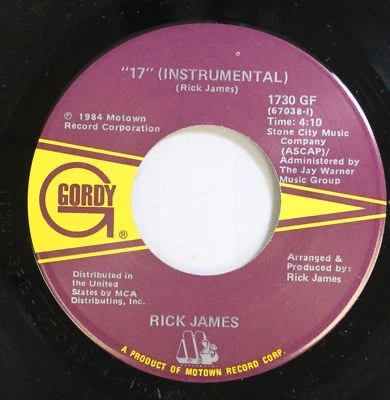 "17" (INSTRUMENTAL)
(Rick James)
℗ 1984 Motown
Record Corporation
1730 GF
(67038-I)
Time: 4:10
Stone City Music
Company
(ASCAP)/
Administered by
The Jay Warner
Music Group
GORDY
G®
Distributed in
the United
States by MCA
Distributing, Inc.
Arranged &
Produced by:
Rick James
RICK JAMES
A PRODUCT OF MOTOWN RECORD CORP.